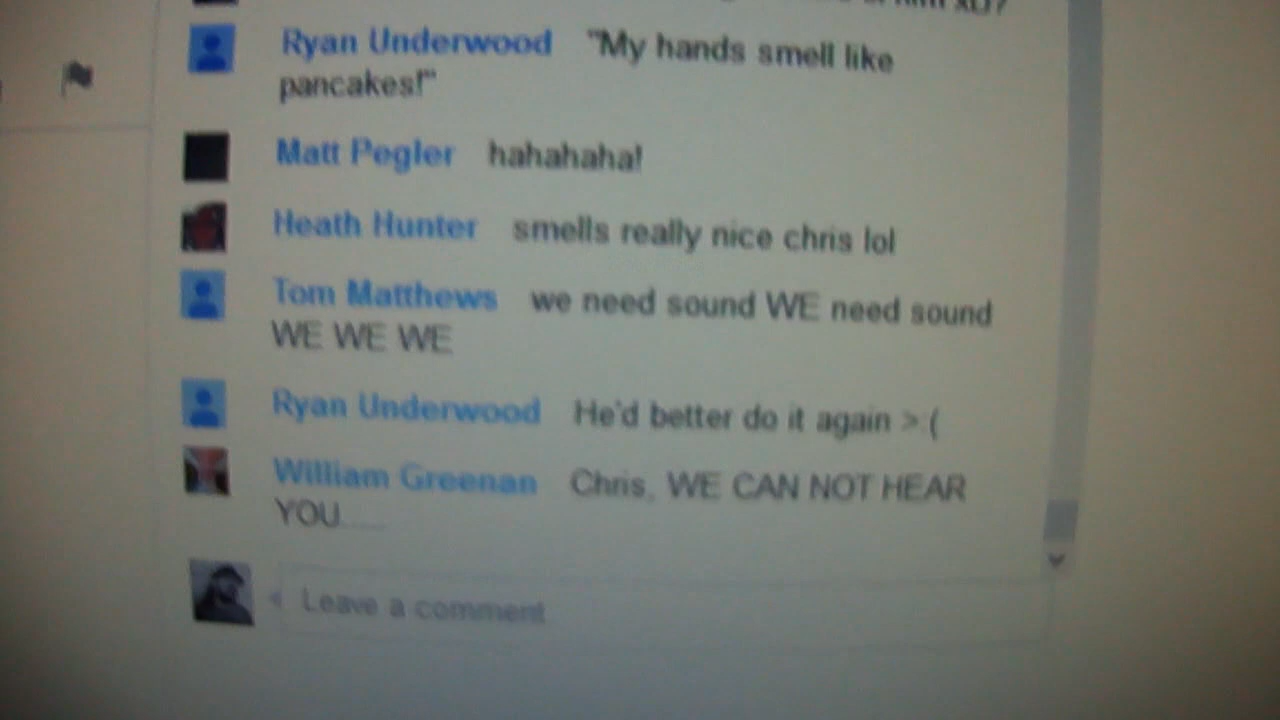 him xD?
Ryan Underwood "My hands smell like
pancakes!"
Matt Pegler hahahaha!
Heath Hunter smells really nice chris lol
Tom Matthews we need sound WE need sound
WE WE WE
Ryan Underwood He'd better do it again >:(
William Greenan Chris, WE CAN NOT HEAR
YOU......
Leave a comment